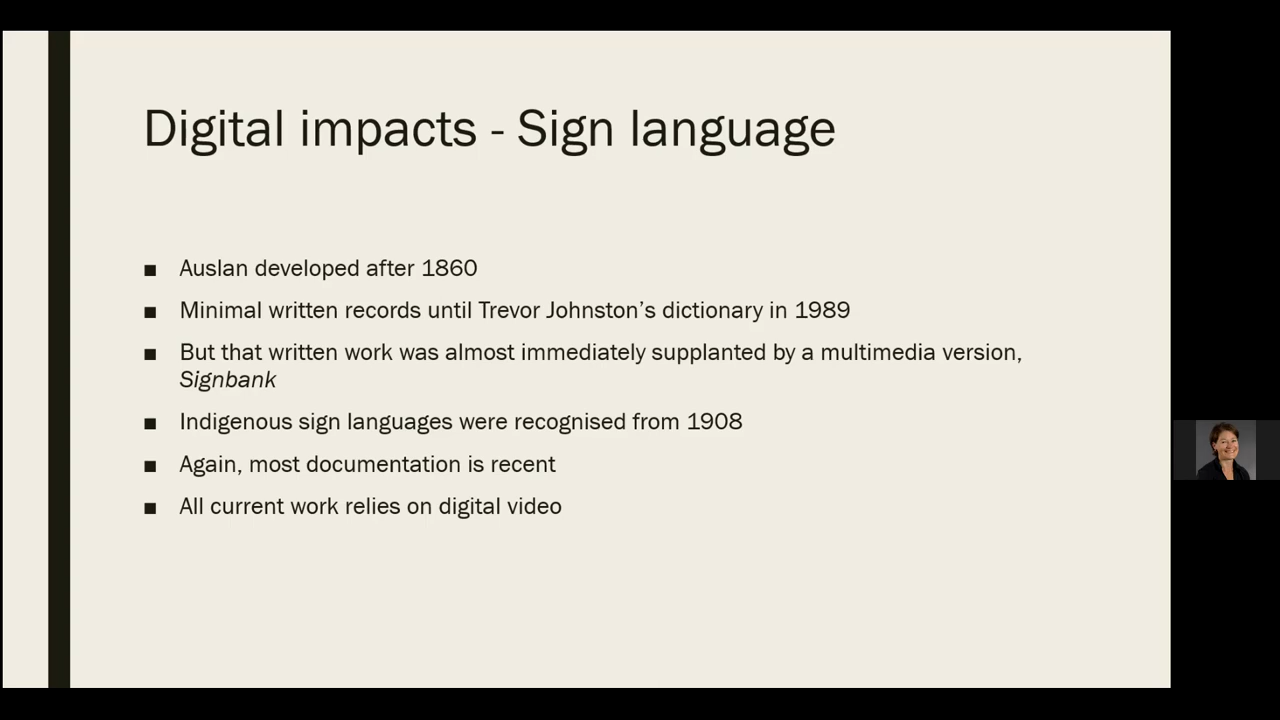 Digital impacts - Sign language
■ Auslan developed after 1860
■ Minimal written records until Trevor Johnston’s dictionary in 1989
■ But that written work was almost immediately supplanted by a multimedia version,
Signbank
■ Indigenous sign languages were recognised from 1908
■ Again, most documentation is recent
■ All current work relies on digital video